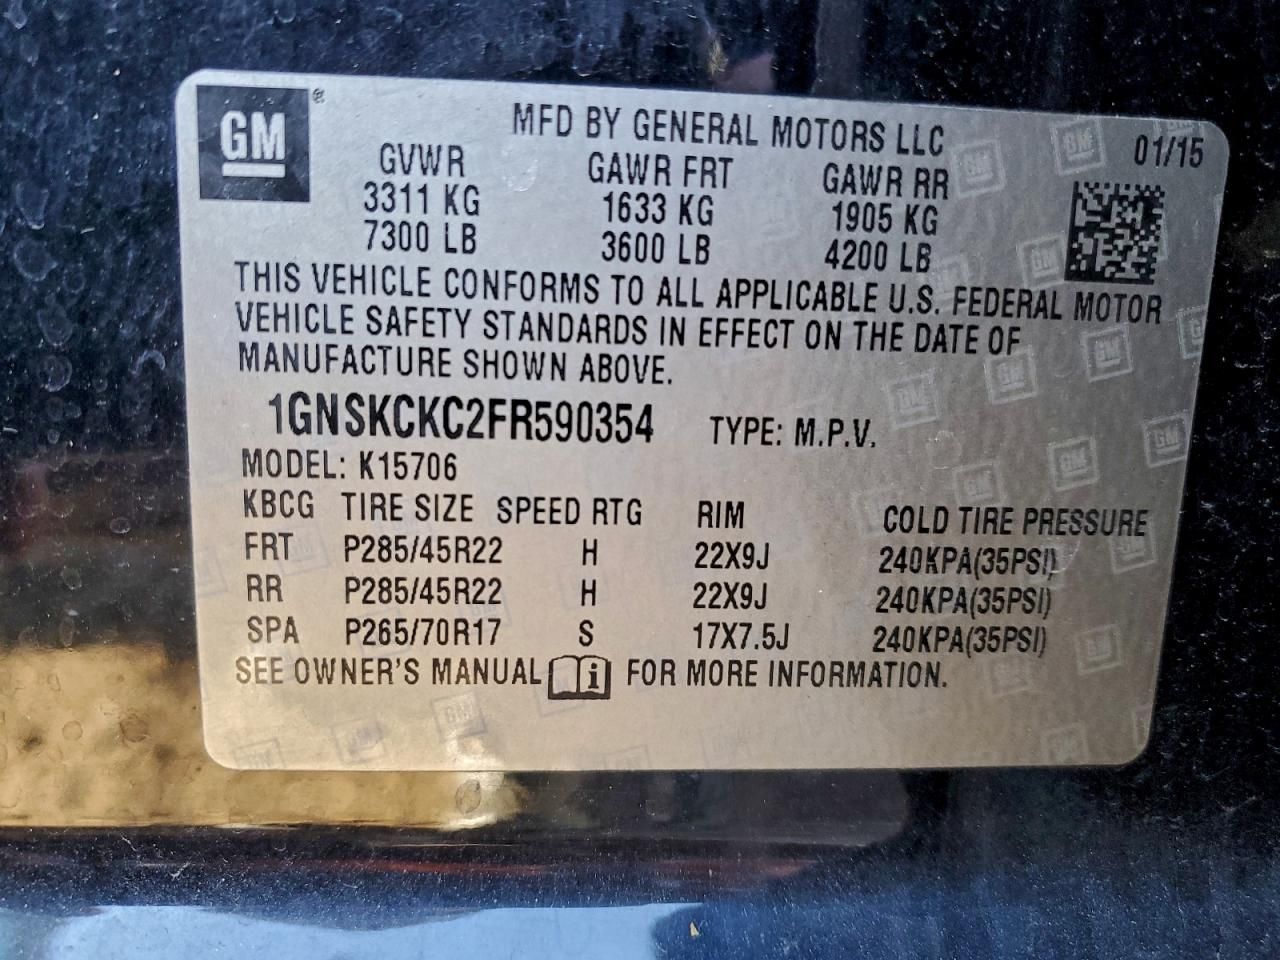 GM®
MFD BY GENERAL MOTORS LLC
01/15
GVWR GAWR FRT GAWR RR
3311 KG 1633 KG 1905 KG
7300 LB 3600 LB 4200 LB
THIS VEHICLE CONFORMS TO ALL APPLICABLE U.S. FEDERAL MOTOR
VEHICLE SAFETY STANDARDS IN EFFECT ON THE DATE OF
MANUFACTURE SHOWN ABOVE.
1GNSKCKC2FR590354 TYPE: M.P.V.
MODEL: K15706
KBCG TIRE SIZE SPEED RTG RIM COLD TIRE PRESSURE
FRT P285/45R22 H 22X9J 240KPA(35PSI)
RR P285/45R22 H 22X9J 240KPA(35PSI)
SPA P265/70R17 S 17X7.5J 240KPA(35PSI)
SEE OWNER'S MANUAL i FOR MORE INFORMATION.